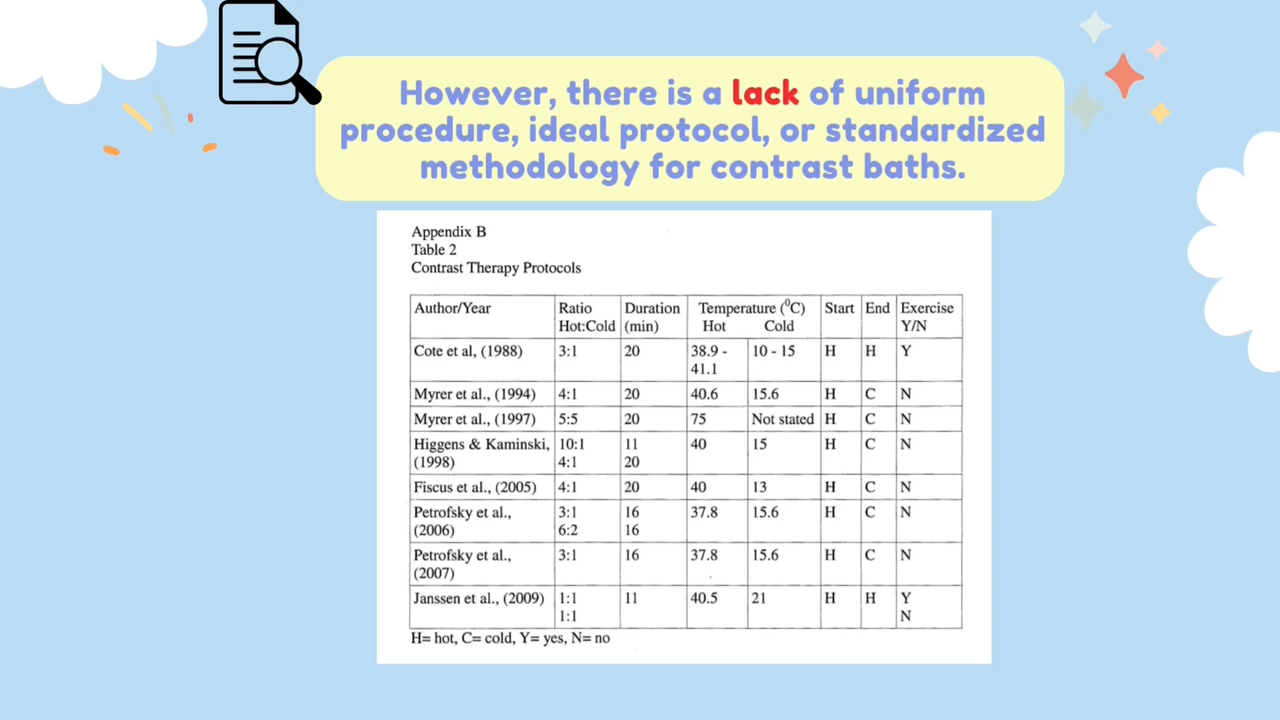 However, there is a lack of uniform
procedure, ideal protocol, or standardized
methodology for contrast baths.
Appendix B
Table 2
Contrast Therapy Protocols
Author/Year Ratio Duration Temperature (⁰C) Start End Exercise
Hot:Cold (min) Hot Cold Y/N
Cote et al, (1988) 3:1 20 38.9 - 10 - 15 H H Y
41.1
Myrer et al., (1994) 4:1 20 40.6 15.6 H C N
Myrer et al., (1997) 5:5 20 75 Not stated H C N
Higgens & Kaminski, 10:1 11 40 15 H C N
(1998) 4:1 20
Fiscus et al., (2005) 4:1 20 40 13 H C N
Petrofsky et al., 3:1 16 37.8 15.6 H C N
(2006) 6:2 16
Petrofsky et al., 3:1 16 37.8 15.6 H C N
(2007)
Janssen et al., (2009) 1:1 11 40.5 21 H H Y
1:1 N
H= hot, C= cold, Y= yes, N= no